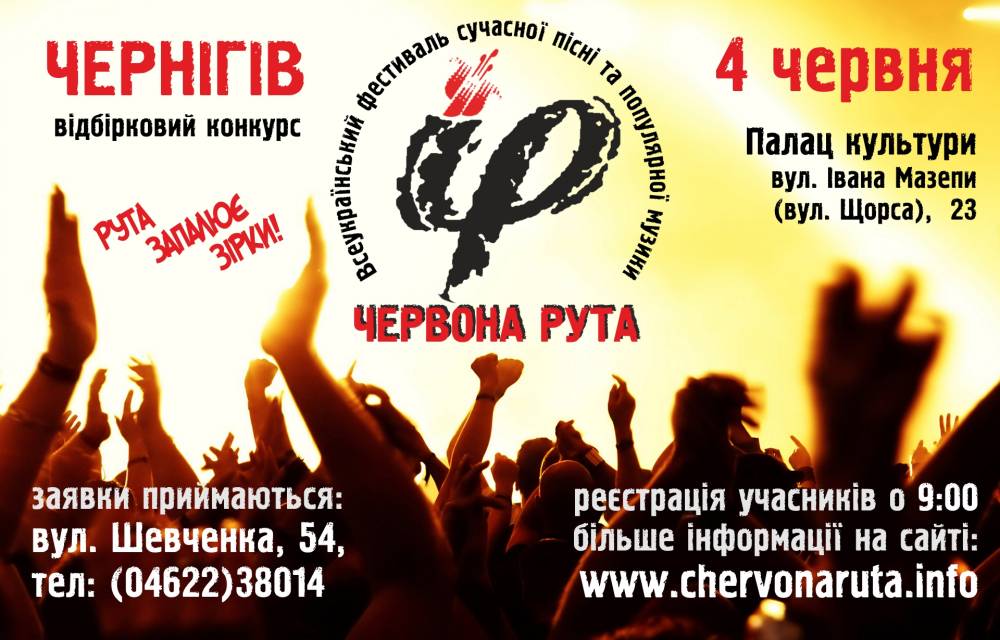 ЧЕРНІГІВ
відбірковий конкурс
РУТА
ЗАПАЛЮЄ
ЗІРКИ!
Всеукраїнський фестиваль сучасної пісні та популярної музики
ЧЕРВОНА РУТА
4 червня
Палац культури
вул. Івана Мазепи
(вул. Щорса), 23
заявки приймаються:
вул. Шевченка, 54,
тел: (04622)38014
реєстрація учасників о 9:00
більше інформації на сайті:
www.chervonaruta.info